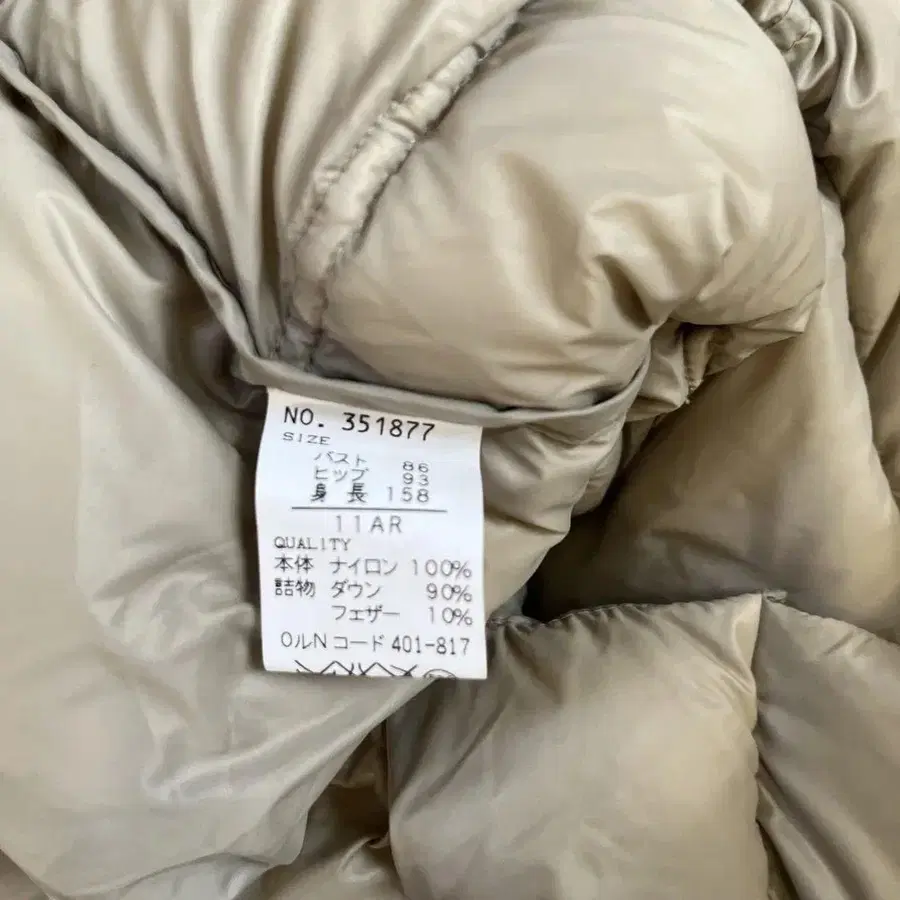 NO. 351877
SIZE
バスト 86
ヒップ 93
身長 158
11AR
QUALITY
本体 ナイロン 100%
詰物 ダウン 90%
フェザー 10%
0ルN コード 401-817